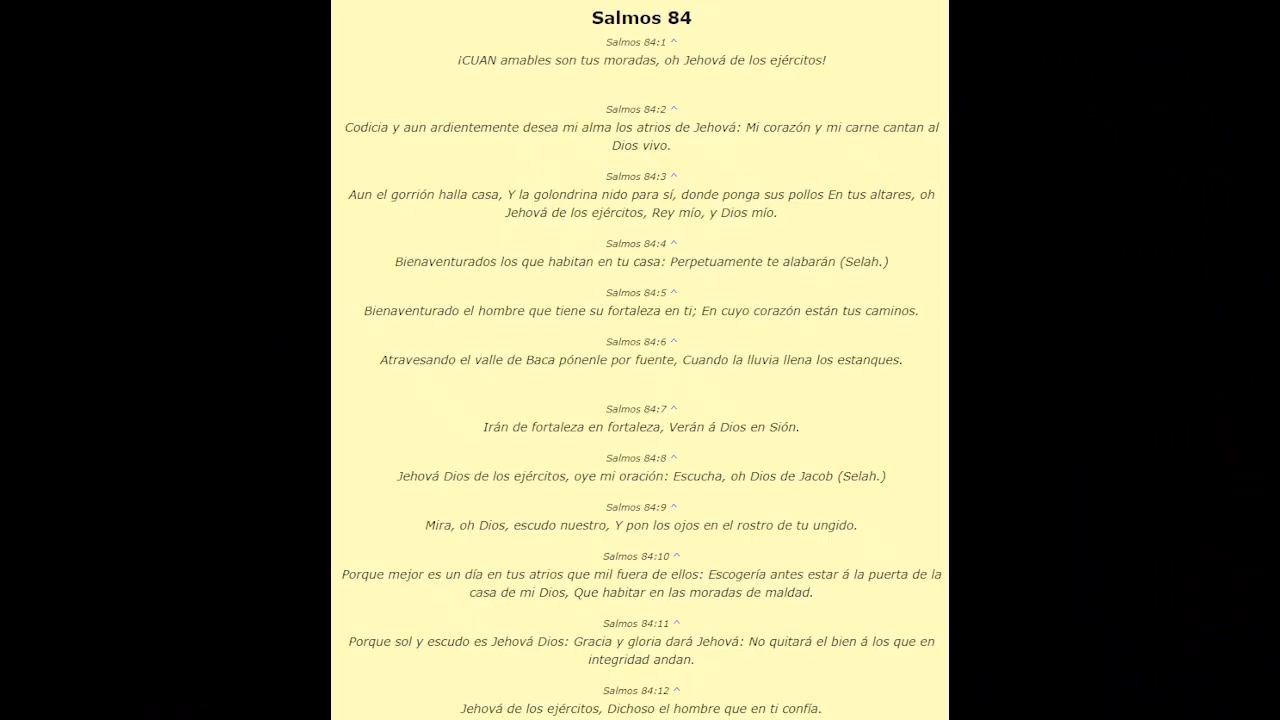 Salmos 84
Salmos 84:1 ^
¡CUAN amables son tus moradas, oh Jehová de los ejércitos!
Salmos 84:2 ^
Codicia y aun ardientemente desea mi alma los atrios de Jehová: Mi corazón y mi carne cantan al
Dios vivo.
Salmos 84:3 ^
Aun el gorrión halla casa, Y la golondrina nido para sí, donde ponga sus pollos En tus altares, oh
Jehová de los ejércitos, Rey mío, y Dios mío.
Salmos 84:4 ^
Bienaventurados los que habitan en tu casa: Perpetuamente te alabarán (Selah.)
Salmos 84:5 ^
Bienaventurado el hombre que tiene su fortaleza en ti; En cuyo corazón están tus caminos.
Salmos 84:6 ^
Atravesando el valle de Baca pónenle por fuente, Cuando la lluvia llena los estanques.
Salmos 84:7 ^
Irán de fortaleza en fortaleza, Verán á Dios en Sión.
Salmos 84:8 ^
Jehová Dios de los ejércitos, oye mi oración: Escucha, oh Dios de Jacob (Selah.)
Salmos 84:9 ^
Mira, oh Dios, escudo nuestro, Y pon los ojos en el rostro de tu ungido.
Salmos 84:10 ^
Porque mejor es un día en tus atrios que mil fuera de ellos: Escogería antes estar á la puerta de la
casa de mi Dios, Que habitar en las moradas de maldad.
Salmos 84:11 ^
Porque sol y escudo es Jehová Dios: Gracia y gloria dará Jehová: No quitará el bien á los que en
integridad andan.
Salmos 84:12 ^
Jehová de los ejércitos, Dichoso el hombre que en ti confía.